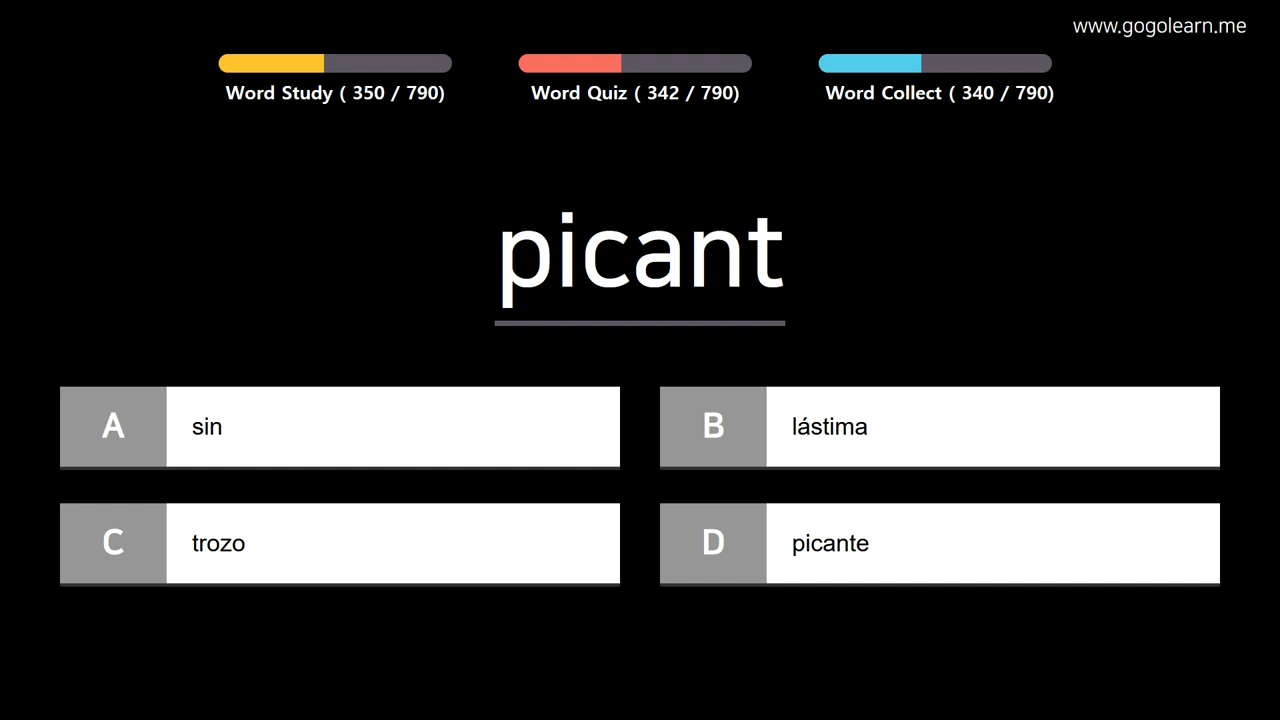 www.gogolearn.me
Word Study ( 350 / 790)
Word Quiz ( 342 / 790)
Word Collect ( 340 / 790)
picant
A sin
B lástima
C trozo
D picante